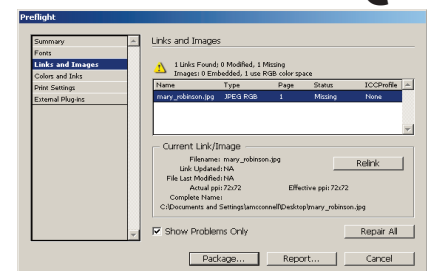 Preflight
Summary
Fonts
Links and Images
Colors and Inks
Print Settings
External Plug-ins
Links and Images
1 Links Found; 0 Modified, 1 Missing
Images: 0 Embedded, 1 use RGB color space
Name Type Page Status ICCProfile
mary_robinson.jpg JPEG RGB 1 Missing None
Current Link/Image
Filename: mary_robinson.jpg
Link Updated: NA
File Last Modified: NA
Actual ppi: 72x72 Effective ppi: 72x72
Complete Name:
C:\Documents and Settings\amcconnell\Desktop\mary_robinson.jpg
Relink
Show Problems Only
Repair All
Package...
Report...
Cancel